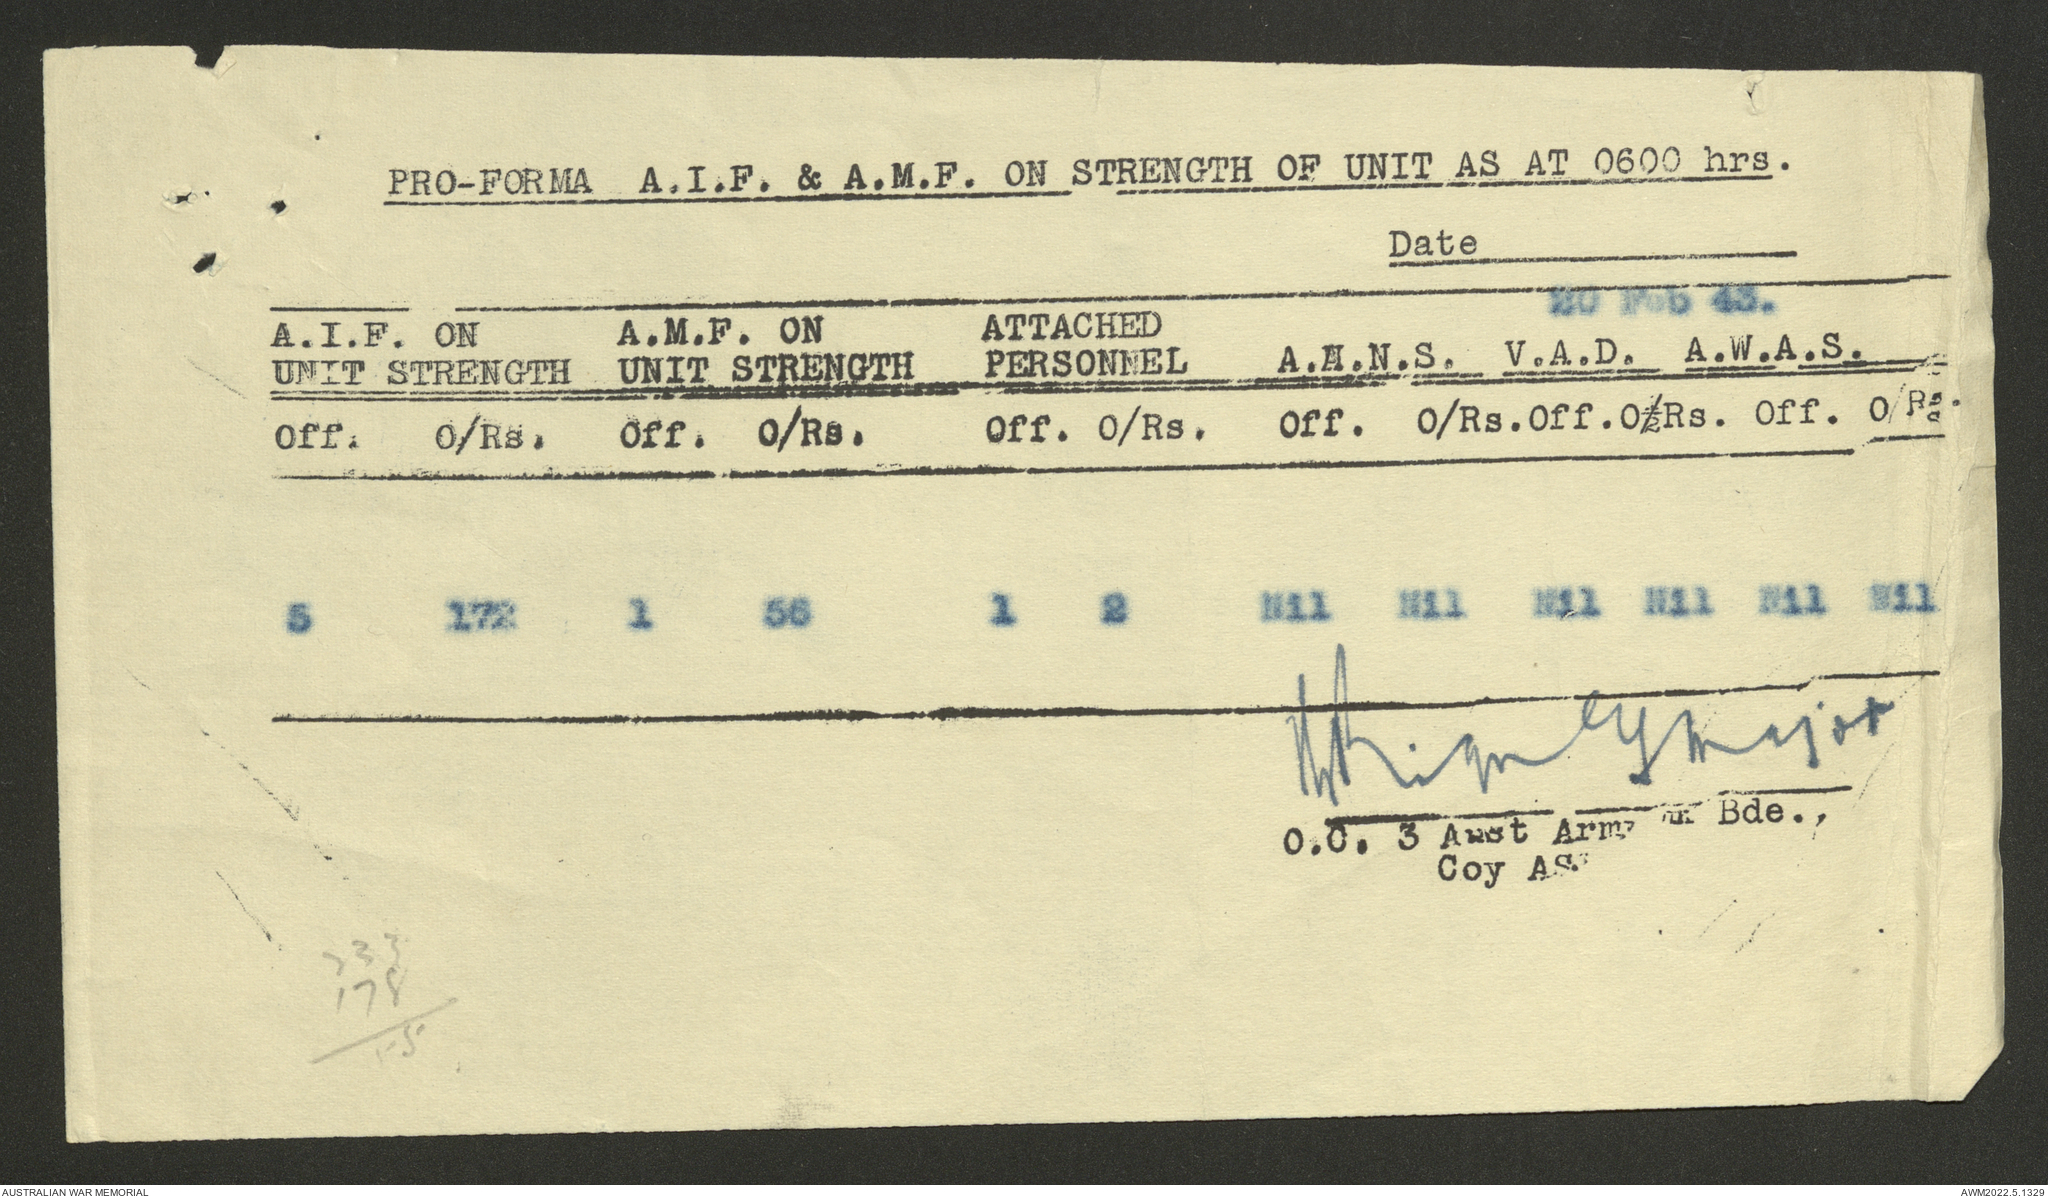 PRO-FORMA A.I.F. & A.M.F. ON STRENGTH OF UNIT AS AT 0600 hrs.
Date
20 Feb 43.
A.I.F. ON A.M.F. ON ATTACHED
UNIT STRENGTH UNIT STRENGTH PERSONNEL A.A.N.S. V.A.D. A.W.A.S.
Off. O/Rs. Off. O/Rs. Off. O/Rs. Off. O/Rs. Off. O/Rs. Off. O/Rs.
5 172 1 56 1 2 Nil Nil Nil Nil Nil Nil
Major
O.C. 3 Aust Army Bde.,
Coy
233
178
AUSTRALIAN WAR MEMORIAL
AWM2022.5.1329